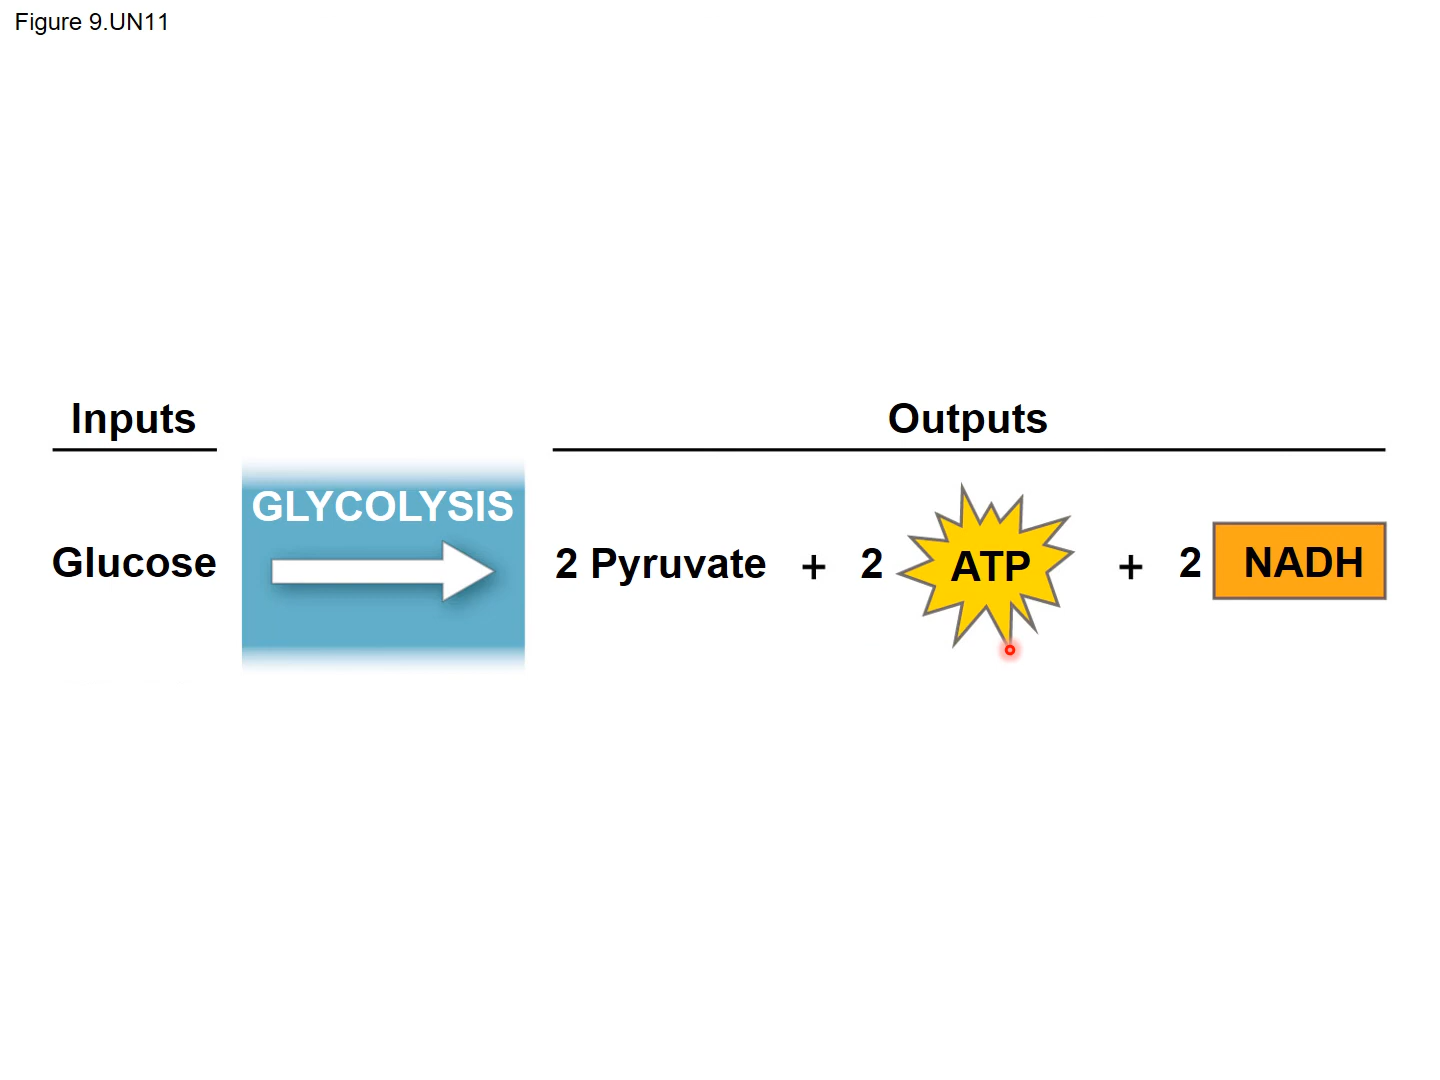 Figure 9.UN11
Inputs
Outputs
GLYCOLYSIS
Glucose
2 Pyruvate + 2 ATP + 2 NADH